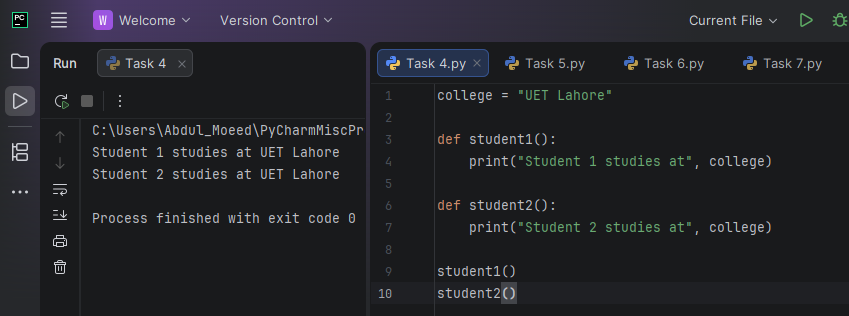 PC W Welcome Version Control Current File
Run Task 4
C:\Users\Abdul_Moeed\PyCharmMiscPr
Student 1 studies at UET Lahore
Student 2 studies at UET Lahore
Process finished with exit code 0
Task 4.py Task 5.py Task 6.py Task 7.py
1 college = "UET Lahore"
2
3 def student1():
4     print("Student 1 studies at", college)
5
6 def student2():
7     print("Student 2 studies at", college)
8
9 student1()
10 student2()